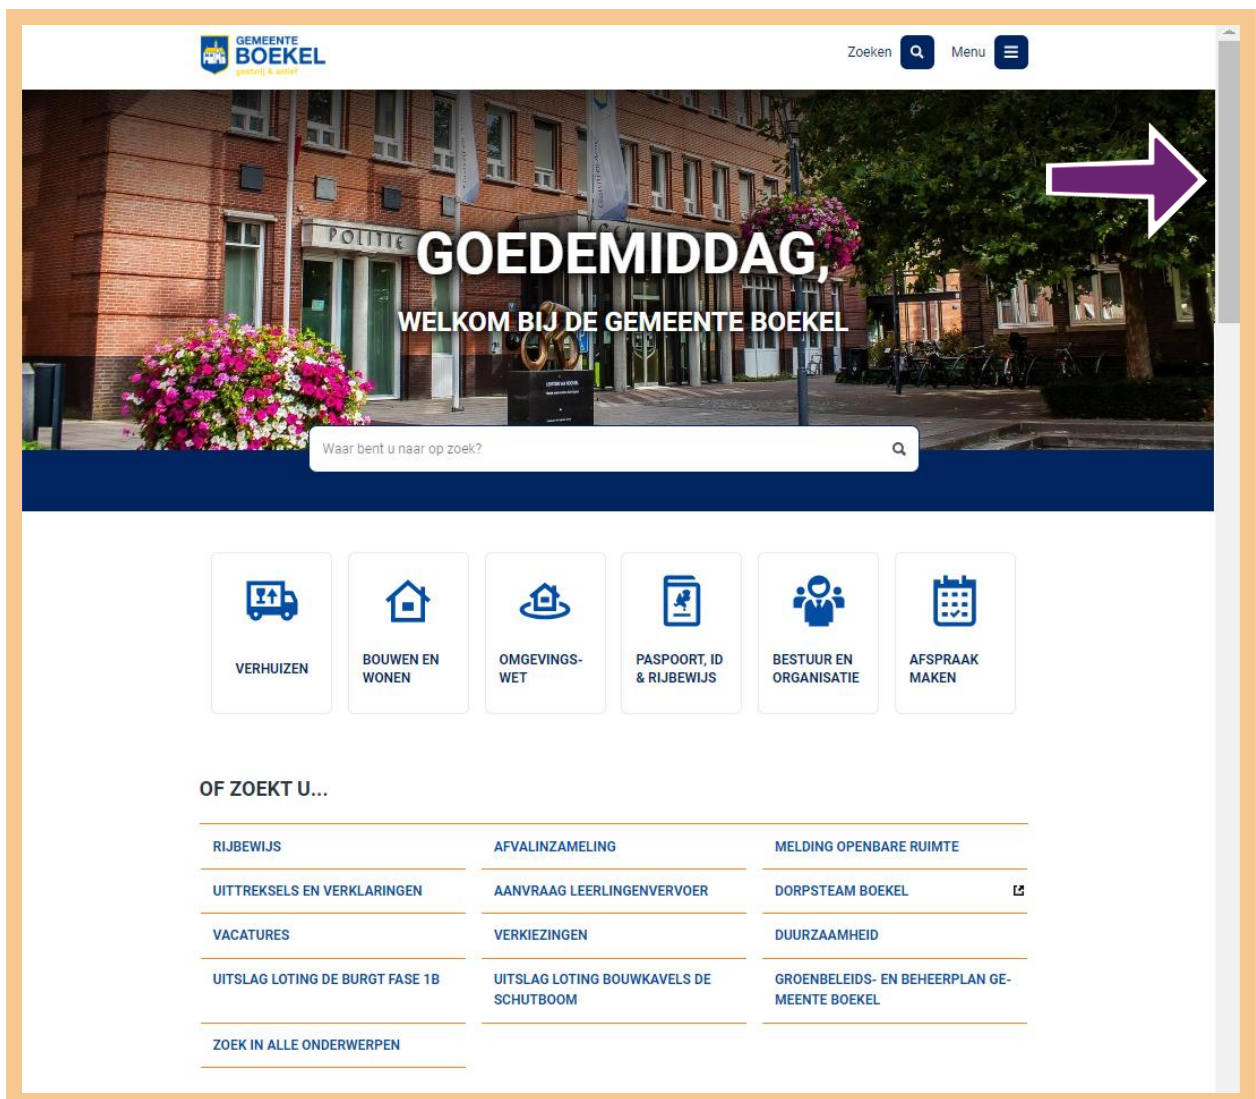 GEMEENTE
BOEKEL
Zoeken
Menu
POLITIE
GOEDEMIDDAG,
WELKOM BIJ DE GEMEENTE BOEKEL
Waar bent u naar op zoek?
VERHUIZEN
BOUWEN EN
WONEN
OMGEVINGS-
WET
PASPOORT, ID
& RIJBEWIJS
BESTUUR EN
ORGANISATIE
AFSPRAAK
MAKEN
OF ZOEKT U...
RIJBEWIJS
AFVALINZAMELING
MELDING OPENBARE RUIMTE
UITTREKSELS EN VERKLARINGEN
AANVRAAG LEERLINGENVERVOER
DORPSTEAM BOEKEL
VACATURES
VERKIEZINGEN
DUURZAAMHEID
UITSLAG LOTING DE BURGT FASE 1B
UITSLAG LOTING BOUWKAVELS DE
SCHUTBOOM
GROENBELEIDS- EN BEHEERPLAN GE-
MEENTE BOEKEL
ZOEK IN ALLE ONDERWERPEN